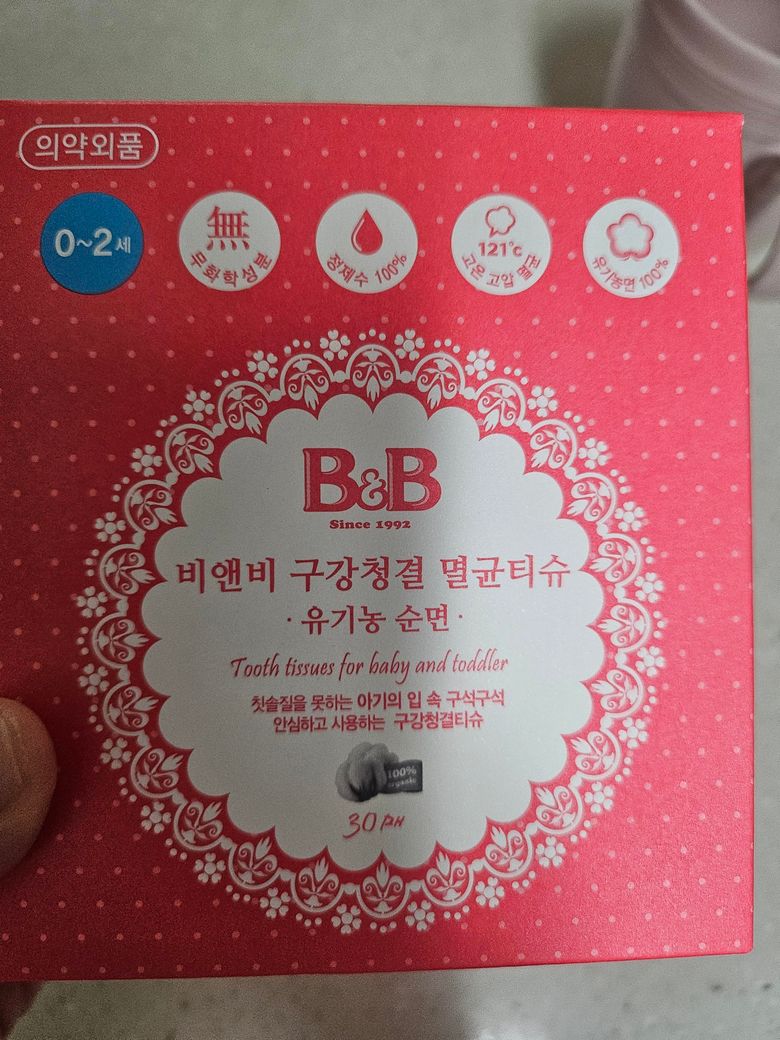 의약외품
0~2세
無
무화학성분
정제수 100%
121℃
고온 고압 멸균
유기농면 100%
B&B
Since 1992
비앤비 구강청결 멸균티슈
· 유기농 순면 ·
Tooth tissues for baby and toddler
칫솔질을 못하는 아기의 입 속 구석구석
안심하고 사용하는 구강청결티슈
100%
organic
30매